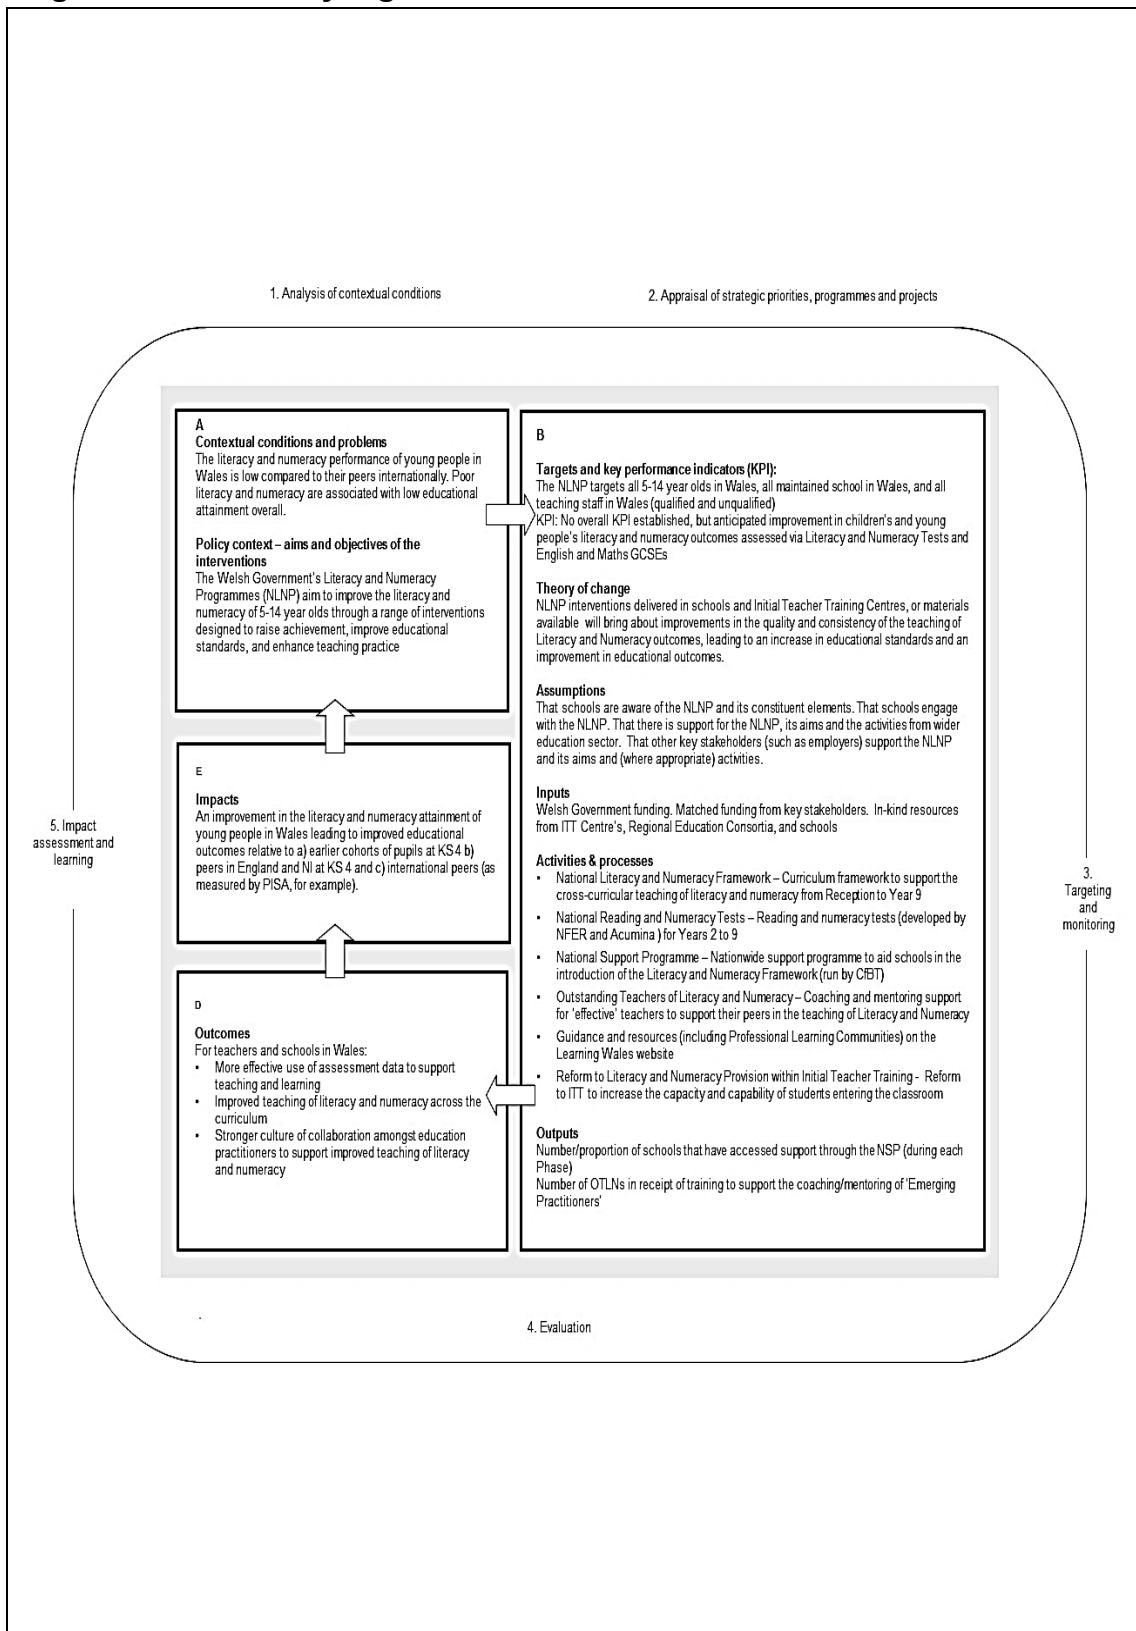 1. Analysis of contextual conditions
2. Appraisal of strategic priorities, programmes and projects
A
Contextual conditions and problems
The literacy and numeracy performance of young people in
Wales is low compared to their peers internationally. Poor
literacy and numeracy are associated with low educational
attainment overall.
Policy context – aims and objectives of the
interventions
The Welsh Government's Literacy and Numeracy
Programmes (NLNP) aim to improve the literacy and
numeracy of 5-14 year olds through a range of interventions
designed to raise achievement, improve educational
standards, and enhance teaching practice
B
Targets and key performance indicators (KPI):
The NLNP targets all 5-14 year olds in Wales, all maintained school in Wales, and all
teaching staff in Wales (qualified and unqualified)
KPI: No overall KPI established, but anticipated improvement in children's and young
people's literacy and numeracy outcomes assessed via Literacy and Numeracy Tests and
English and Maths GCSEs
Theory of change
NLNP interventions delivered in schools and Initial Teacher Training Centres, or materials
available will bring about improvements in the quality and consistency of the teaching of
Literacy and Numeracy outcomes, leading to an increase in educational standards and an
improvement in educational outcomes.
Assumptions
That schools are aware of the NLNP and its constituent elements. That schools engage
with the NLNP. That there is support for the NLNP, its aims and the activities from wider
education sector. That other key stakeholders (such as employers) support the NLNP
and its aims and (where appropriate) activities.
Inputs
Welsh Government funding. Matched funding from key stakeholders. In-kind resources
from ITT Centre's, Regional Education Consortia, and schools
Activities & processes
• National Literacy and Numeracy Framework – Curriculum framework to support the
cross-curricular teaching of literacy and numeracy from Reception to Year 9
• National Reading and Numeracy Tests – Reading and numeracy tests (developed by
NFER and Acumina ) for Years 2 to 9
• National Support Programme – Nationwide support programme to aid schools in the
introduction of the Literacy and Numeracy Framework (run by CfBT)
• Outstanding Teachers of Literacy and Numeracy – Coaching and mentoring support
for 'effective' teachers to support their peers in the teaching of Literacy and Numeracy
• Guidance and resources (including Professional Learning Communities) on the
Learning Wales website
• Reform to Literacy and Numeracy Provision within Initial Teacher Training - Reform
to ITT to increase the capacity and capability of students entering the classroom
Outputs
Number/proportion of schools that have accessed support through the NSP (during each
Phase)
Number of OTLNs in receipt of training to support the coaching/mentoring of 'Emerging
Practitioners'
E
Impacts
An improvement in the literacy and numeracy attainment of
young people in Wales leading to improved educational
outcomes relative to a) earlier cohorts of pupils at KS4 b)
peers in England and NI at KS 4 and c) international peers (as
measured by PISA, for example).
D
Outcomes
For teachers and schools in Wales:
• More effective use of assessment data to support
teaching and learning
• Improved teaching of literacy and numeracy across the
curriculum
• Stronger culture of collaboration amongst education
practitioners to support improved teaching of literacy
and numeracy
5. Impact
assessment and
learning
3.
Targeting
and
monitoring
4. Evaluation